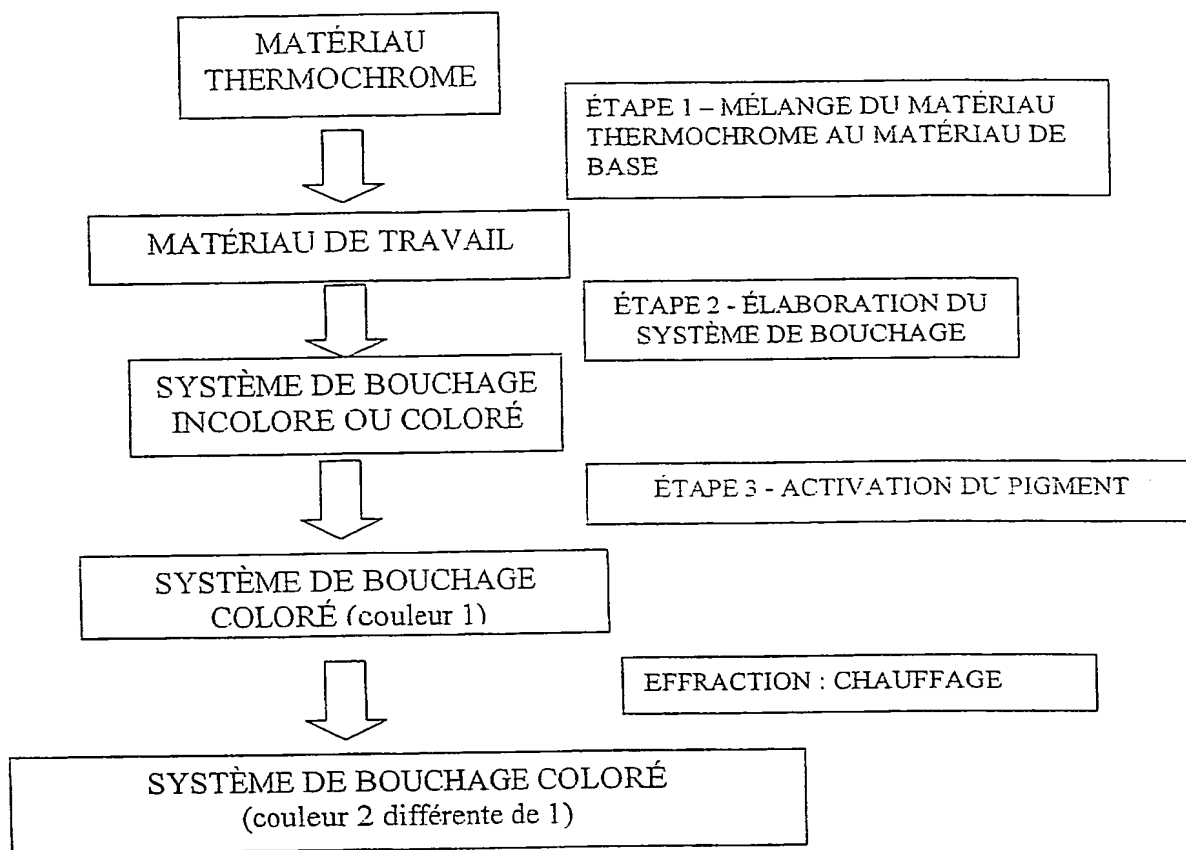 MATÉRIAU
THERMOCHROME
ÉTAPE 1 – MÉLANGE DU MATÉRIAU
THERMOCHROME AU MATÉRIAU DE
BASE
MATÉRIAU DE TRAVAIL
ÉTAPE 2 - ÉLABORATION DU
SYSTÈME DE BOUCHAGE
SYSTÈME DE BOUCHAGE
INCOLORE OU COLORÉ
ÉTAPE 3 - ACTIVATION DU PIGMENT
SYSTÈME DE BOUCHAGE
COLORÉ (couleur 1)
EFFRACTION : CHAUFFAGE
SYSTÈME DE BOUCHAGE COLORÉ
(couleur 2 différente de 1)